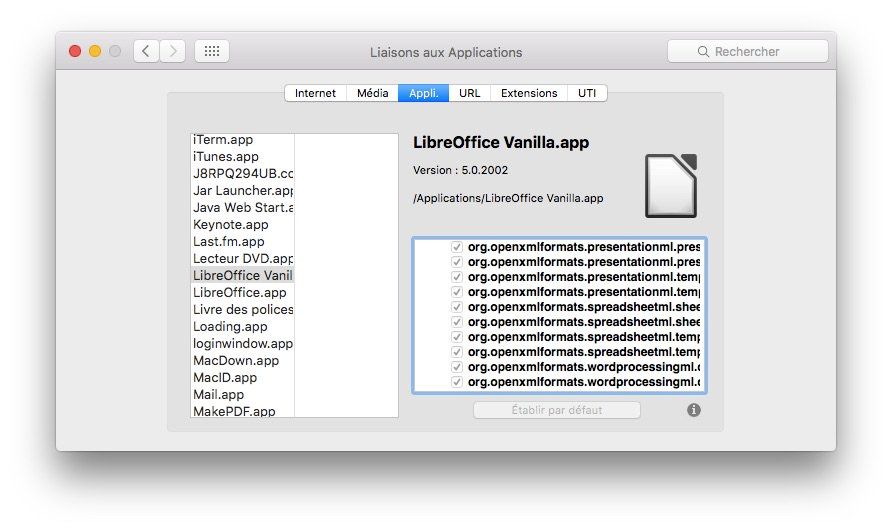 Liaisons aux Applications
Rechercher
Internet Média Appli. URL Extensions UTI
iTerm.app
iTunes.app
J8RPQ294UB.cc
Jar Launcher.app
Java Web Start.a
Keynote.app
Last.fm.app
Lecteur DVD.app
LibreOffice Vanil
LibreOffice.app
Livre des polices
Loading.app
loginwindow.app
MacDown.app
MacID.app
Mail.app
MakePDF.app
LibreOffice Vanilla.app
Version : 5.0.2002
/Applications/LibreOffice Vanilla.app
org.openxmlformats.presentationml.pres
org.openxmlformats.presentationml.pres
org.openxmlformats.presentationml.temp
org.openxmlformats.presentationml.temp
org.openxmlformats.spreadsheetml.shee
org.openxmlformats.spreadsheetml.shee
org.openxmlformats.spreadsheetml.temp
org.openxmlformats.spreadsheetml.temp
org.openxmlformats.wordprocessingml.c
org.openxmlformats.wordprocessingml.c
Établir par défaut